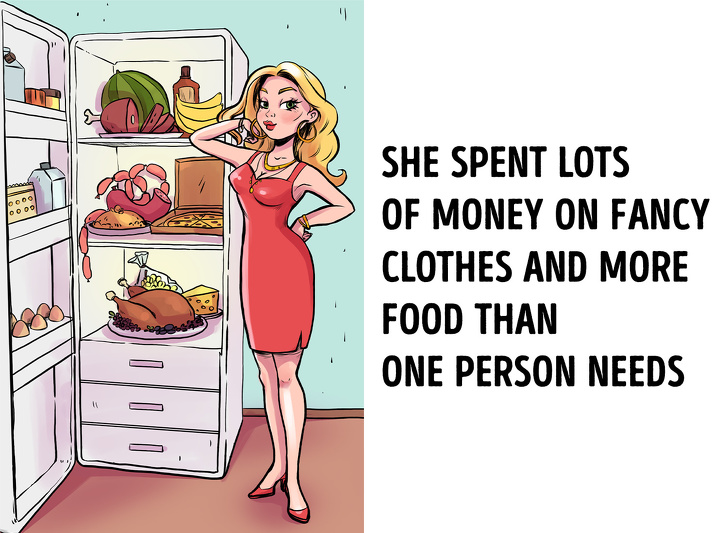 SHE SPENT LOTS
OF MONEY ON FANCY
CLOTHES AND MORE
FOOD THAN
ONE PERSON NEEDS